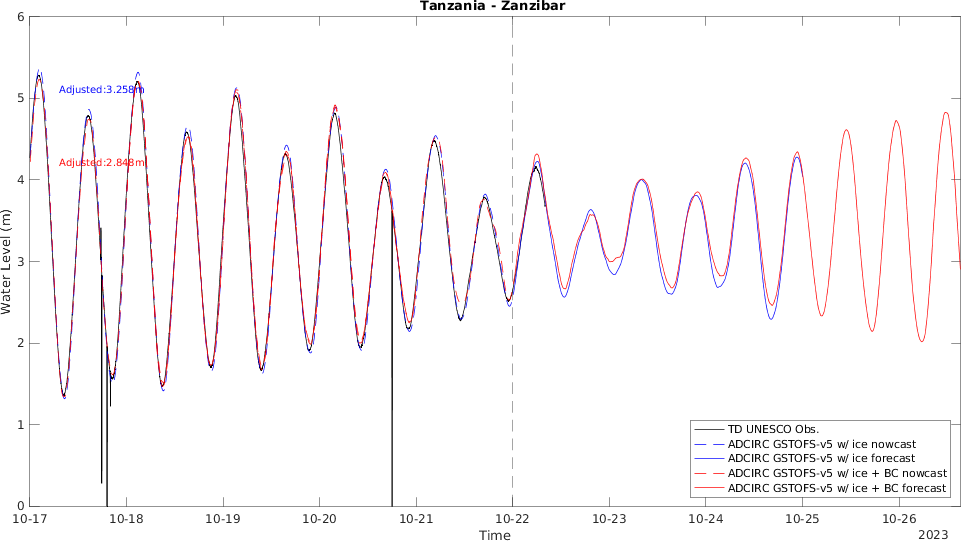 Tanzania - Zanzibar
6
5
4
3
2
1
0
Water Level (m)
Adjusted:3.258m
Adjusted:2.848m
TD UNESCO Obs.
ADCIRC GSTOFS-v5 w/ ice nowcast
ADCIRC GSTOFS-v5 w/ ice forecast
ADCIRC GSTOFS-v5 w/ ice + BC nowcast
ADCIRC GSTOFS-v5 w/ ice + BC forecast
10-17 10-18 10-19 10-20 10-21 10-22 10-23 10-24 10-25 10-26
Time
2023